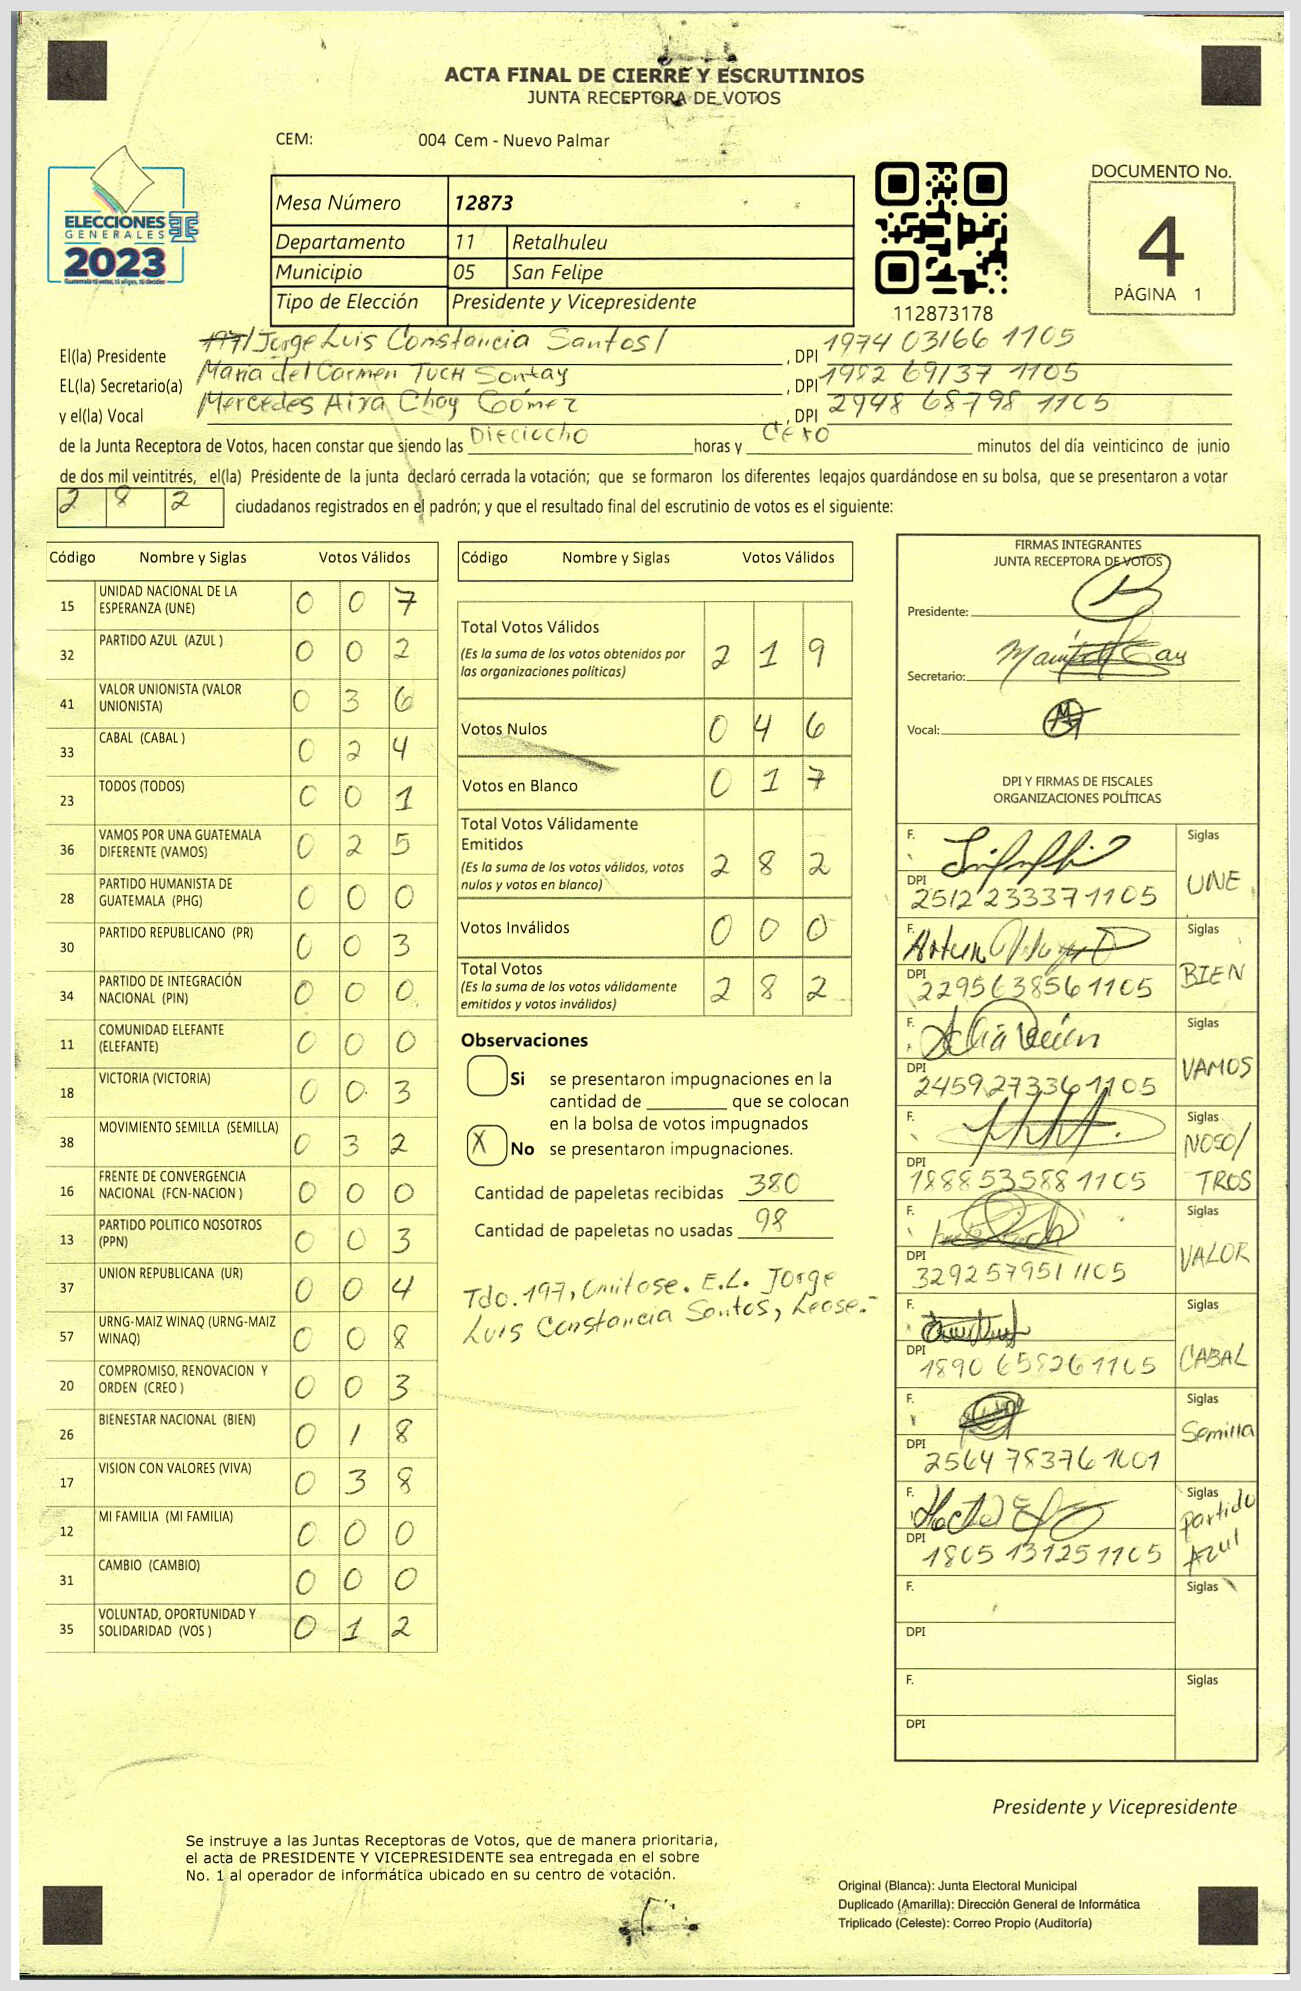 ACTA FINAL DE CIERRE Y ESCRUTINIOS
JUNTA RECEPTORA DE VOTOS
CEM: 004 Cem - Nuevo Palmar
ELECCIONES
GENERALES
2023
Guatemala tú votas, tú eliges, tú decides
Mesa Número 12873
Departamento 11 Retalhuleu
Municipio 05 San Felipe
Tipo de Elección Presidente y Vicepresidente
112873178
DOCUMENTO No.
4
PÁGINA 1
El(la) Presidente Jorge Luis Constancia Santos, DPI 1974 03166 1105
EL(la) Secretario(a) Maria del Carmen Tuch Sontay, DPI 1982 69137 1105
y el(la) Vocal Mercedes Choy Gómez, DPI 2948 68798 1105
de la Junta Receptora de Votos, hacen constar que siendo las Dieciocho horas y Cero minutos del día veinticinco de junio
de dos mil veintitrés, el(la) Presidente de la junta declaró cerrada la votación; que se formaron los diferentes legajos guardándose en su bolsa, que se presentaron a votar
2 8 2 ciudadanos registrados en el padrón; y que el resultado final del escrutinio de votos es el siguiente:
Código Nombre y Siglas Votos Válidos
15 UNIDAD NACIONAL DE LA ESPERANZA (UNE) 0 0 7
32 PARTIDO AZUL (AZUL ) 0 0 2
41 VALOR UNIONISTA (VALOR UNIONISTA) 0 3 6
33 CABAL (CABAL ) 0 2 4
23 TODOS (TODOS) 0 0 1
36 VAMOS POR UNA GUATEMALA DIFERENTE (VAMOS) 0 2 5
28 PARTIDO HUMANISTA DE GUATEMALA (PHG) 0 0 0
30 PARTIDO REPUBLICANO (PR) 0 0 3
34 PARTIDO DE INTEGRACIÓN NACIONAL (PIN) 0 0 0
11 COMUNIDAD ELEFANTE (ELEFANTE) 0 0 0
18 VICTORIA (VICTORIA) 0 0 3
38 MOVIMIENTO SEMILLA (SEMILLA) 0 3 2
16 FRENTE DE CONVERGENCIA NACIONAL (FCN-NACION ) 0 0 0
13 PARTIDO POLITICO NOSOTROS (PPN) 0 0 3
37 UNION REPUBLICANA (UR) 0 0 4
57 URNG-MAIZ WINAQ (URNG-MAIZ WINAQ) 0 0 8
20 COMPROMISO, RENOVACION Y ORDEN (CREO ) 0 0 3
26 BIENESTAR NACIONAL (BIEN) 0 1 8
17 VISION CON VALORES (VIVA) 0 3 8
12 MI FAMILIA (MI FAMILIA) 0 0 0
31 CAMBIO (CAMBIO) 0 0 0
35 VOLUNTAD, OPORTUNIDAD Y SOLIDARIDAD (VOS ) 0 1 2
Código Nombre y Siglas Votos Válidos
Total Votos Válidos
(Es la suma de los votos obtenidos por las organizaciones políticas) 2 1 9
Votos Nulos 0 4 6
Votos en Blanco 0 1 7
Total Votos Válidamente Emitidos
(Es la suma de los votos válidos, votos nulos y votos en blanco) 2 8 2
Votos Inválidos 0 0 0
Total Votos
(Es la suma de los votos válidamente emitidos y votos inválidos) 2 8 2
Observaciones
Si se presentaron impugnaciones en la
cantidad de ________ que se colocan
en la bolsa de votos impugnados
X No se presentaron impugnaciones.
Cantidad de papeletas recibidas 380
Cantidad de papeletas no usadas 98
Tdo. 197, Omitose. E.L. Jorge
Luis Constancia Santos, Lease.-
FIRMAS INTEGRANTES
JUNTA RECEPTORA DE VOTOS
Presidente:
Secretario:
Vocal:
DPI Y FIRMAS DE FISCALES
ORGANIZACIONES POLÍTICAS
F. Siglas
DPI 2512 23337 1105 UNE
F. Siglas
DPI 2295638561105 BIEN
F. Siglas
DPI 2459273361105 VAMOS
F. Siglas
DPI 1888535881105 NOSO/TROS
F. Siglas
DPI 3292579511105 VALOR
F. Siglas
DPI 1890 658261105 CABAL
F. Siglas
DPI 2564 78376 1101 Semilla
F. Siglas
DPI 1805 131251105 Partido Azul
F. Siglas
DPI
F. Siglas
DPI
Presidente y Vicepresidente
Se instruye a las Juntas Receptoras de Votos, que de manera prioritaria,
el acta de PRESIDENTE Y VICEPRESIDENTE sea entregada en el sobre
No. 1 al operador de informática ubicado en su centro de votación.
Original (Blanca): Junta Electoral Municipal
Duplicado (Amarilla): Dirección General de Informática
Triplicado (Celeste): Correo Propio (Auditoría)